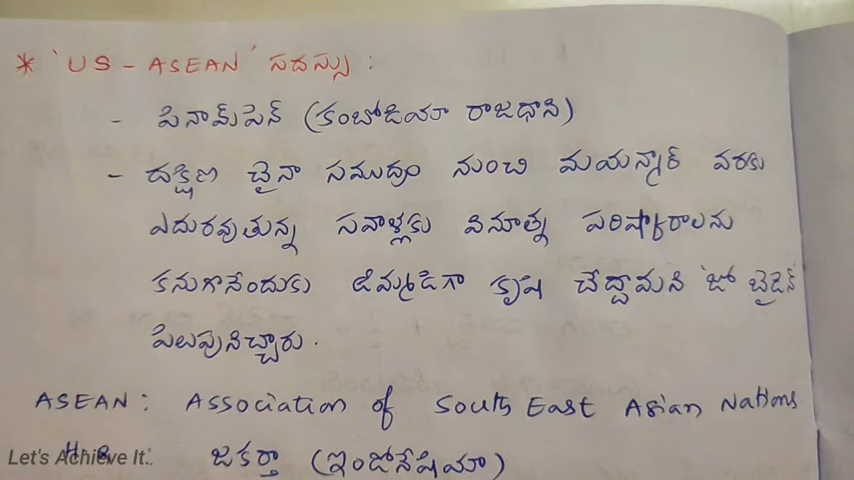 * 'US - ASEAN' సదస్సు :
- పినామ్‌పెన్ (కంబోడియా రాజధాని)
- దక్షిణ చైనా సముద్రం నుంచి మయన్మార్ వరకు
ఎదురవుతున్న సవాళ్లకు వినూత్న పరిష్కారాలను
కనుగొనేందుకు ఉమ్మడిగా కృషి చేద్దామని 'జో బైడెన్'
పిలుపునిచ్చారు.
ASEAN : Association of South East Asian Nations
H.Q. జకర్తా (ఇండోనేషియా)
Let's Achieve It..